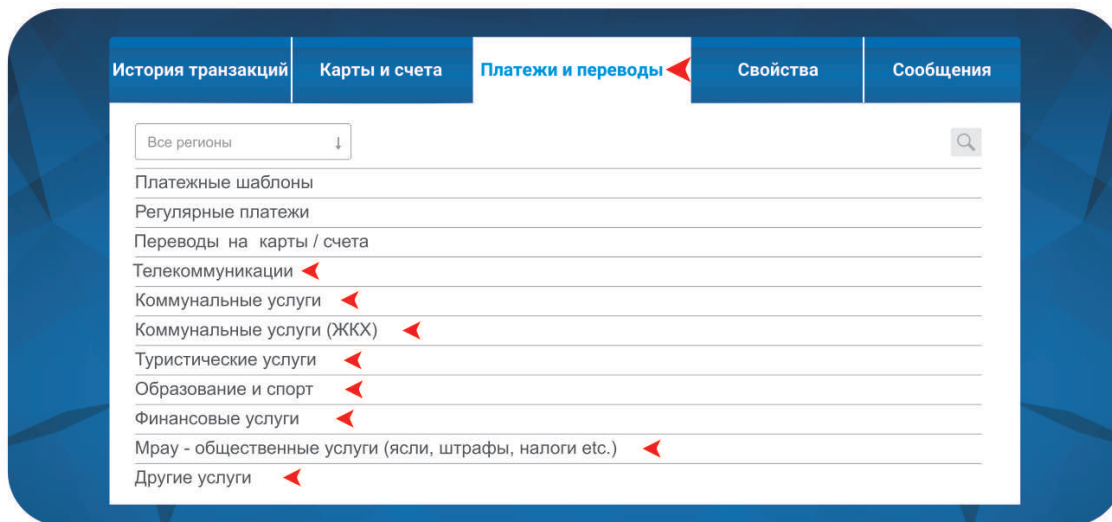 История транзакций
Карты и счета
Платежи и переводы
Свойства
Сообщения
Все регионы
Платежные шаблоны
Регулярные платежи
Переводы на карты / счета
Телекоммуникации
Коммунальные услуги
Коммунальные услуги (ЖКХ)
Туристические услуги
Образование и спорт
Финансовые услуги
Mpay - общественные услуги (ясли, штрафы, налоги etc.)
Другие услуги